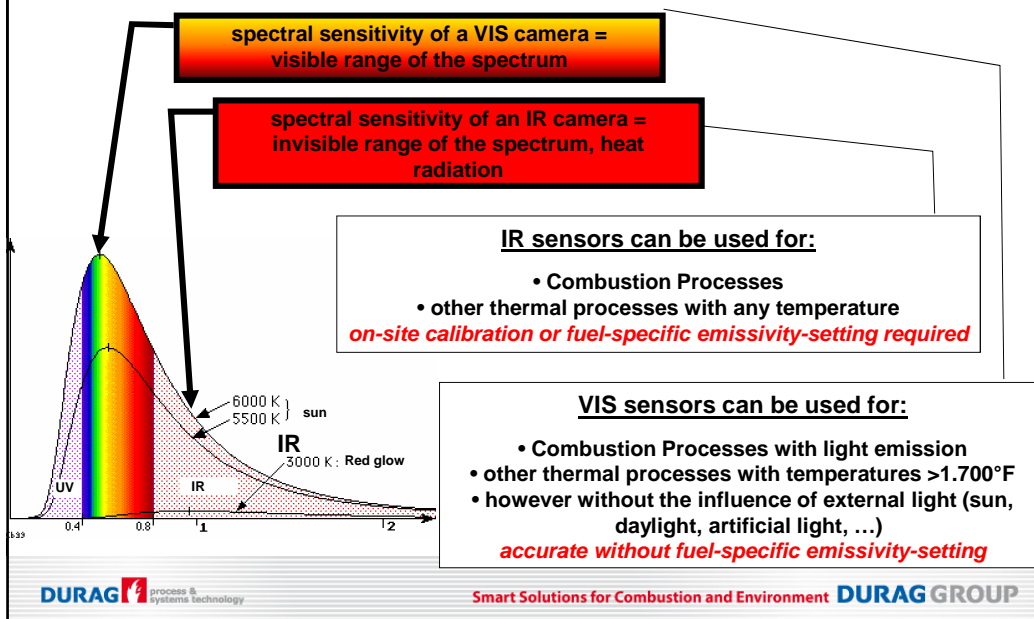 spectral sensitivity of a VIS camera =
visible range of the spectrum
spectral sensitivity of an IR camera =
invisible range of the spectrum, heat
radiation
IR sensors can be used for:
• Combustion Processes
• other thermal processes with any temperature
on-site calibration or fuel-specific emissivity-setting required
VIS sensors can be used for:
• Combustion Processes with light emission
• other thermal processes with temperatures >1.700°F
• however without the influence of external light (sun,
daylight, artificial light, …)
accurate without fuel-specific emissivity-setting
6000 K
5500 K
sun
IR
3000 K: Red glow
UV
IR
0.4
0.8
1
2
DURAG process &
systems technology
Smart Solutions for Combustion and Environment DURAG GROUP